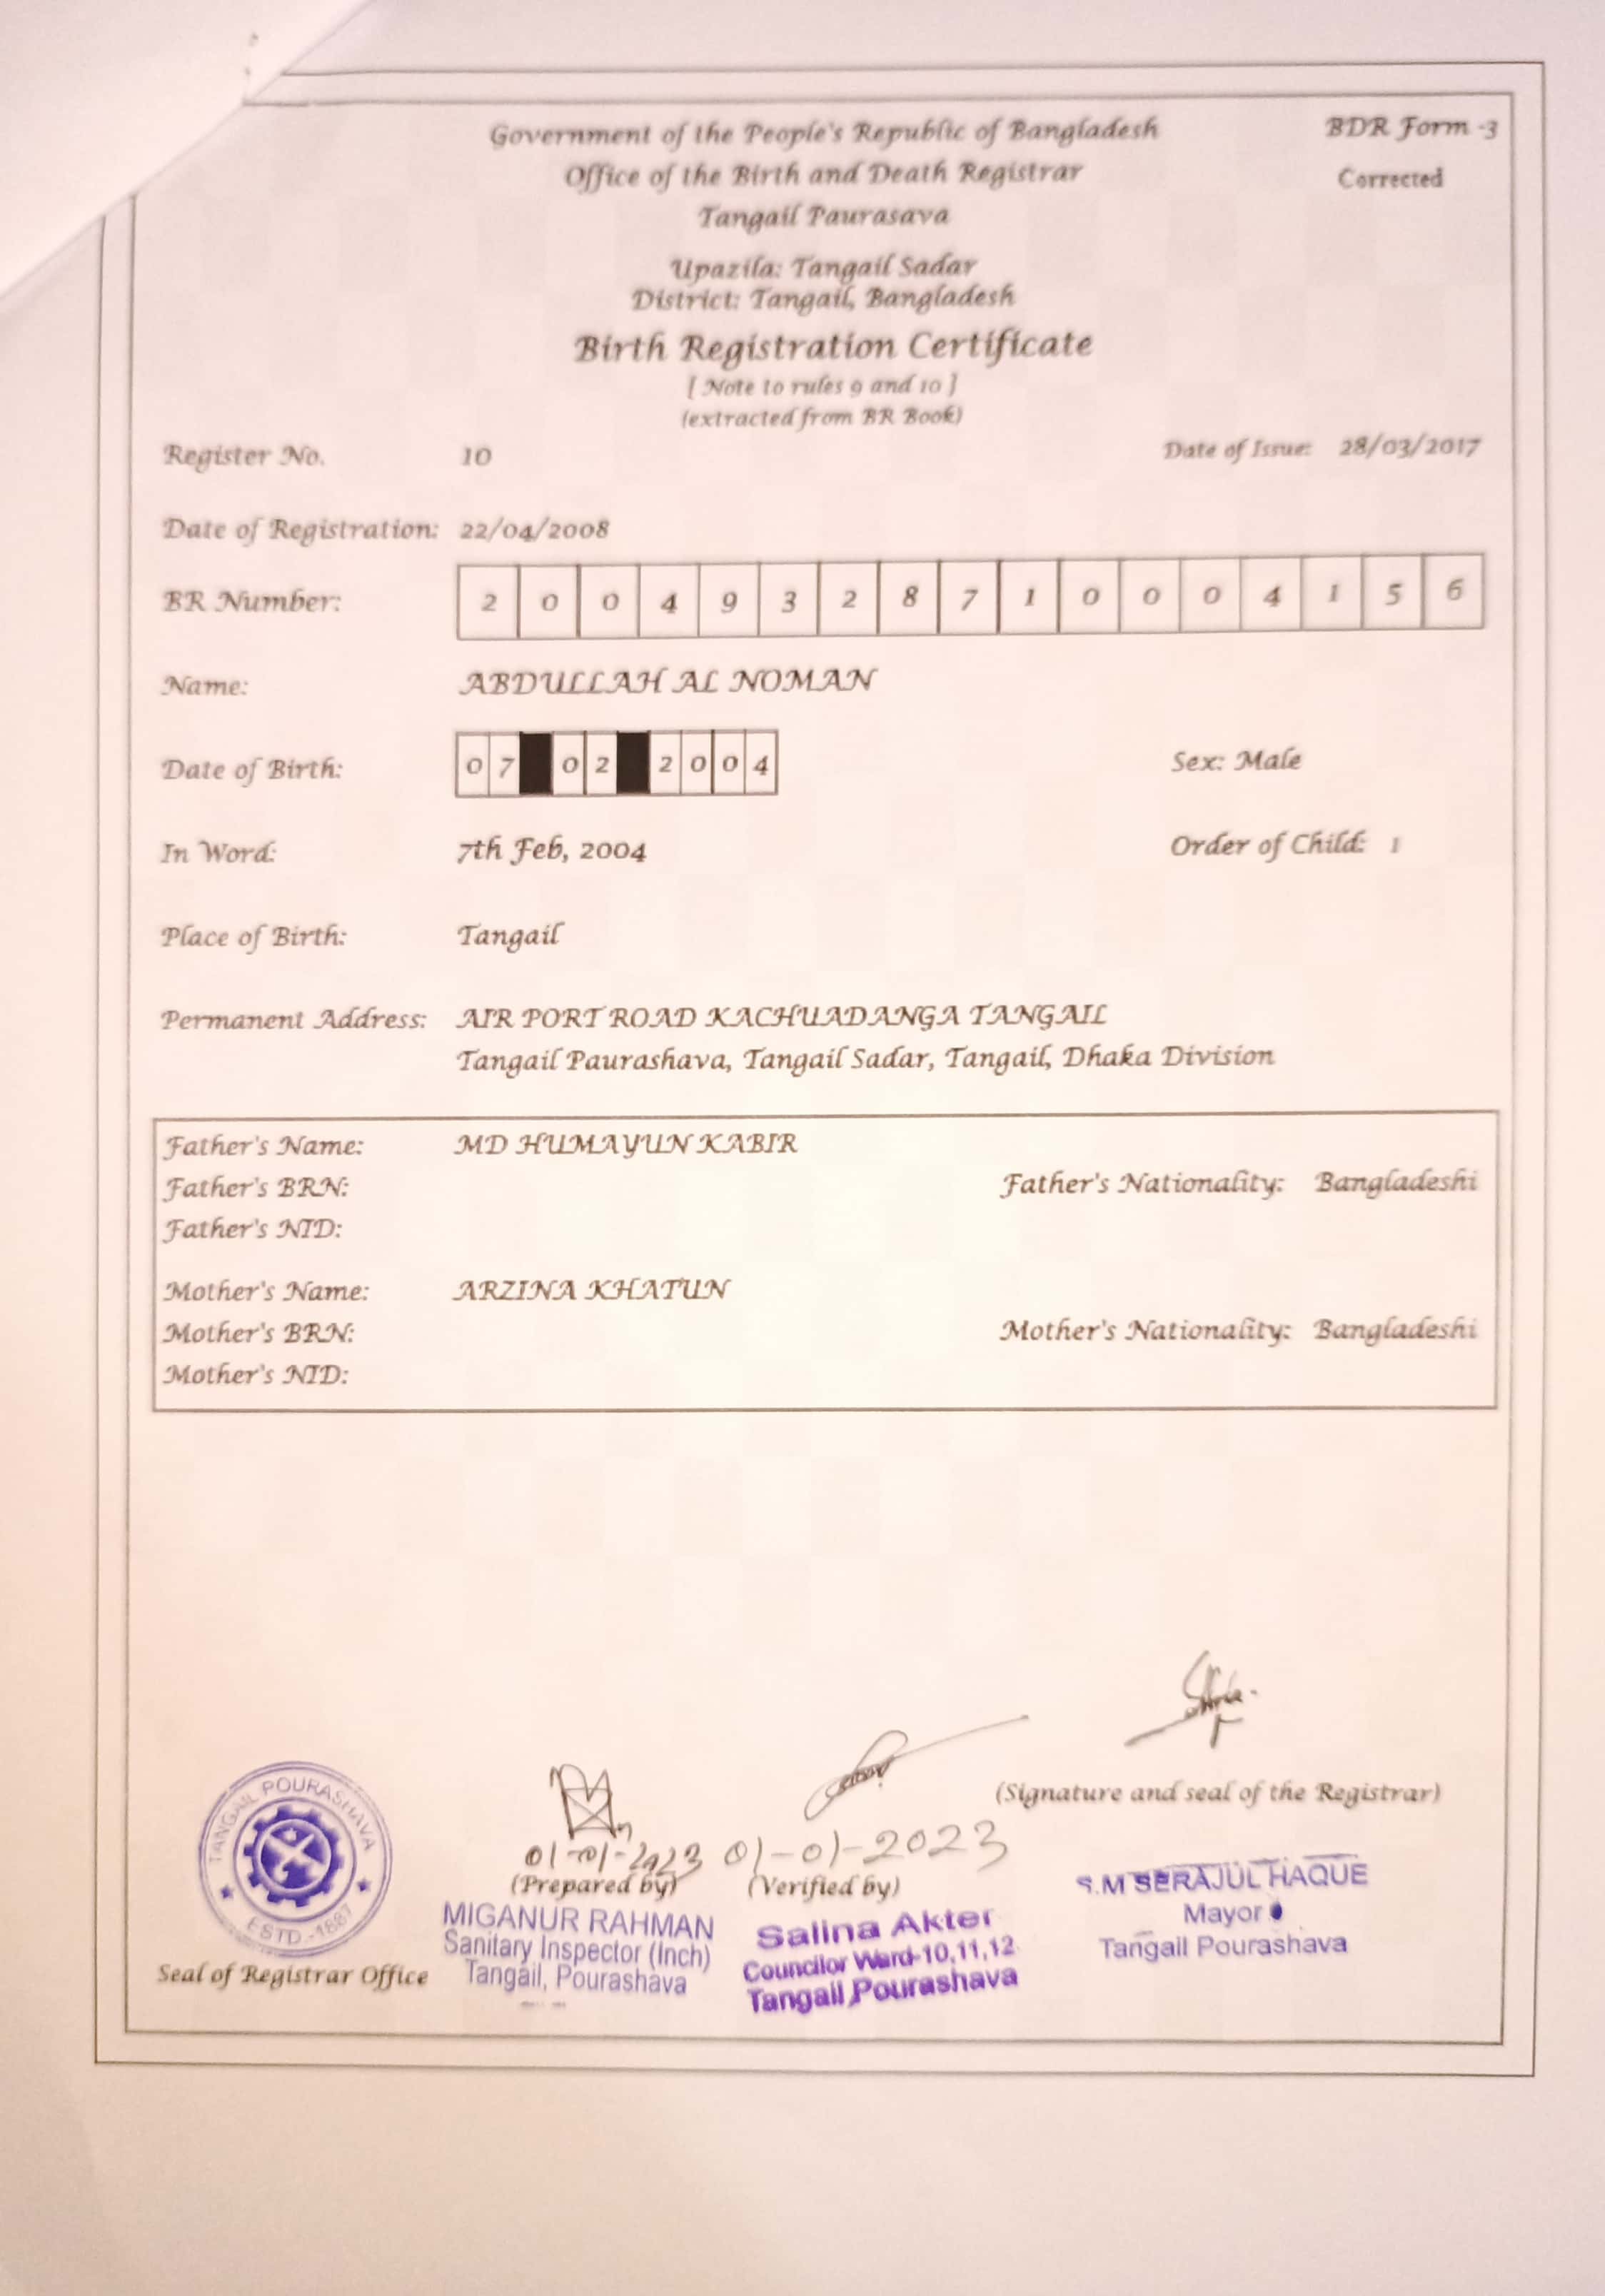 Government of the People's Republic of Bangladesh
BDR Form -3
Office of the Birth and Death Registrar
Corrected
Tangail Paurasava
Upazila: Tangail Sadar
District: Tangail, Bangladesh
Birth Registration Certificate
[ Note to rules 9 and 10 ]
(extracted from BR Book)
Register No. 10 Date of Issue: 28/03/2017
Date of Registration: 22/04/2008
BR Number: 2 0 0 4 9 3 2 8 7 1 0 0 0 4 1 5 6
Name: ABDULLAH AL NOMAN
Date of Birth: 0 7 0 2 2 0 0 4 Sex: Male
In Word: 7th Feb, 2004 Order of Child: 1
Place of Birth: Tangail
Permanent Address: AIR PORT ROAD KACHUADANGA TANGAIL
Tangail Paurashava, Tangail Sadar, Tangail, Dhaka Division
Father's Name: MD HUMAYUN KABIR
Father's BRN: Father's Nationality: Bangladeshi
Father's NID:
Mother's Name: ARZINA KHATUN
Mother's BRN: Mother's Nationality: Bangladeshi
Mother's NID:
TANGAIL POURASHAVA
ESTD.-1887
Seal of Registrar Office
01-01-2023
(Prepared by)
MIGANUR RAHMAN
Sanitary Inspector (Inch)
Tangail, Pourashava
01-01-2023
(Verified by)
Salina Akter
Councilor Ward-10,11,12
Tangail Pourashava
(Signature and seal of the Registrar)
S.M SERAJUL HAQUE
Mayor
Tangail Pourashava